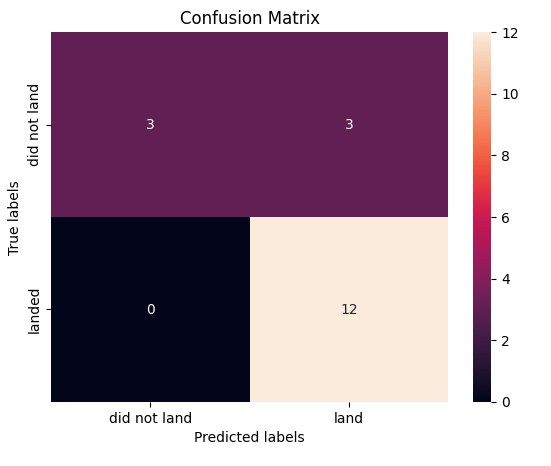 Confusion Matrix
True labels
did not land
landed
3
3
0
12
did not land
land
Predicted labels
12
10
8
6
4
2
0